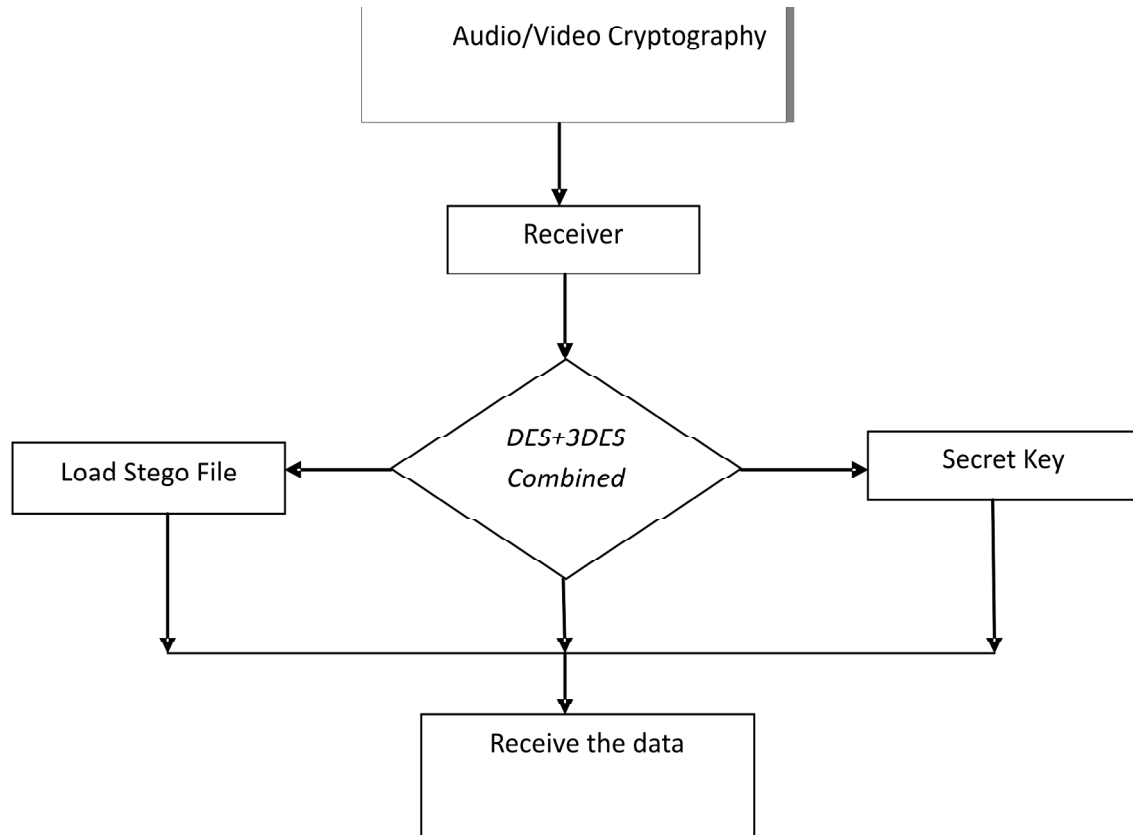 Audio/Video Cryptography
Receiver
DES+3DES
Combined
Load Stego File
Secret Key
Receive the data